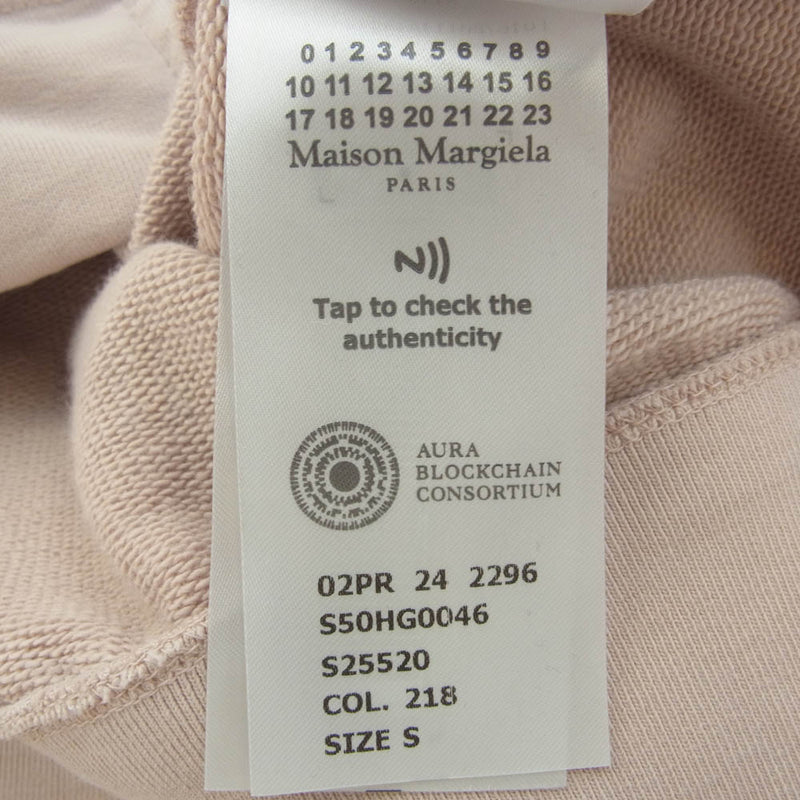 0 1 2 3 4 5 6 7 8 9
10 11 12 13 14 15 16
17 18 19 20 21 22 23
Maison Margiela
PARIS
Tap to check the
authenticity
AURA
BLOCKCHAIN
CONSORTIUM
02PR 24 2296
S50HG0046
S25520
COL. 218
SIZE S